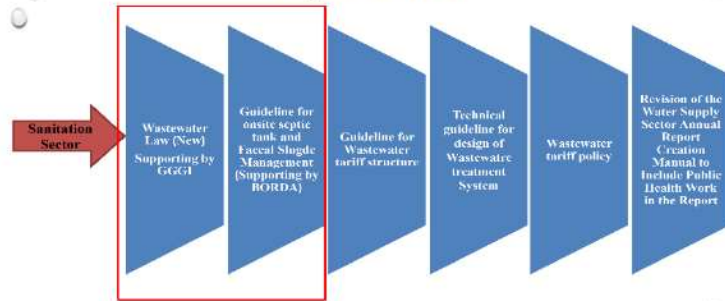 Sanitation
Sector
Wastewater
Law (New)
Supporting by
GGGI
Guideline for
onsite septic
tank and
Faecal Slugde
Management
(Supporting by
BORDA)
Guideline for
Wastewater
tariff structure
Technical
guideline for
design of
Wastewatre
treatment
System
Wastewater
tariff policy
Revision of the
Water Supply
Sector Annual
Report
Creation
Manual to
Include Public
Health Work
in the Report